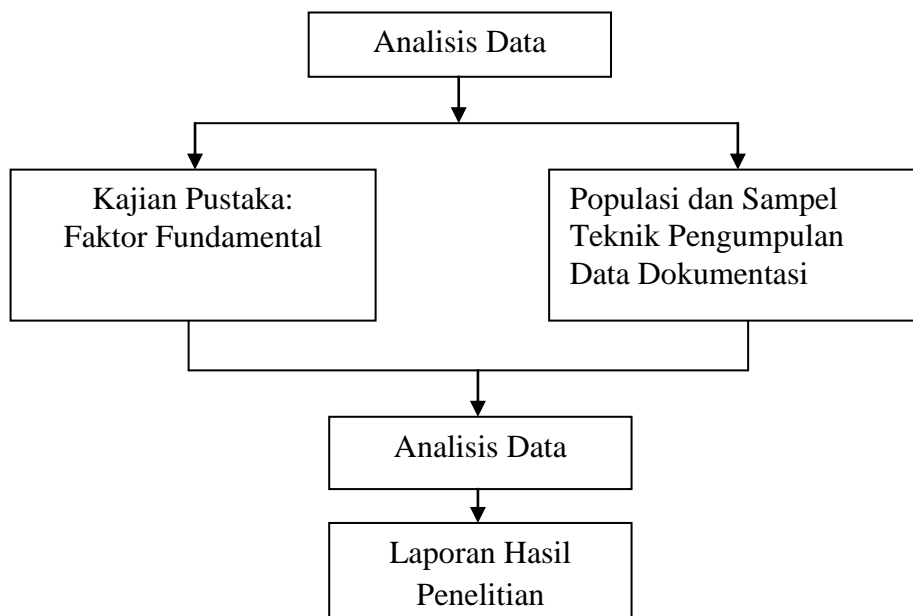 Analisis Data
Kajian Pustaka:
Faktor Fundamental
Populasi dan Sampel
Teknik Pengumpulan
Data Dokumentasi
Analisis Data
Laporan Hasil
Penelitian